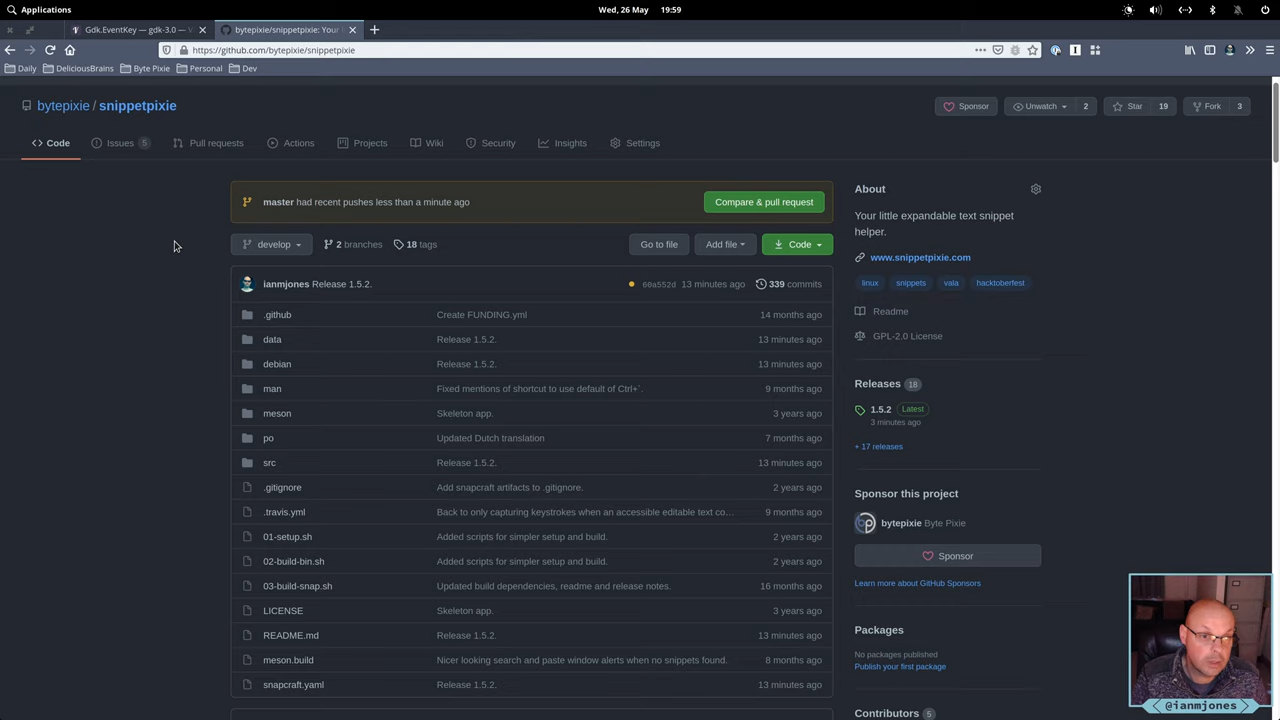 Applications
Wed, 26 May 19:59
Gdk.EventKey — gdk-3.0 — V
bytepixie/snippetpixie: Your
https://github.com/bytepixie/snippetpixie
Daily DeliciousBrains Byte Pixie Personal Dev
bytepixie / snippetpixie
Sponsor Unwatch 2 Star 19 Fork 3
Code Issues 5 Pull requests Actions Projects Wiki Security Insights Settings
master had recent pushes less than a minute ago Compare & pull request
develop 2 branches 18 tags Go to file Add file Code
ianmjones Release 1.5.2. 60a552d 13 minutes ago 339 commits
.github Create FUNDING.yml 14 months ago
data Release 1.5.2. 13 minutes ago
debian Release 1.5.2. 13 minutes ago
man Fixed mentions of shortcut to use default of Ctrl+`. 9 months ago
meson Skeleton app. 3 years ago
po Updated Dutch translation 7 months ago
src Release 1.5.2. 13 minutes ago
.gitignore Add snapcraft artifacts to .gitignore. 2 years ago
.travis.yml Back to only capturing keystrokes when an accessible editable text co… 9 months ago
01-setup.sh Added scripts for simpler setup and build. 2 years ago
02-build-bin.sh Added scripts for simpler setup and build. 2 years ago
03-build-snap.sh Updated build dependencies, readme and release notes. 16 months ago
LICENSE Skeleton app. 3 years ago
README.md Release 1.5.2. 13 minutes ago
meson.build Nicer looking search and paste window alerts when no snippets found. 8 months ago
snapcraft.yaml Release 1.5.2. 13 minutes ago
About
Your little expandable text snippet
helper.
www.snippetpixie.com
linux snippets vala hacktoberfest
Readme
GPL-2.0 License
Releases 18
1.5.2 Latest
3 minutes ago
+ 17 releases
Sponsor this project
bytepixie Byte Pixie
Sponsor
Learn more about GitHub Sponsors
Packages
No packages published
Publish your first package
Contributors 5
@ianmjones